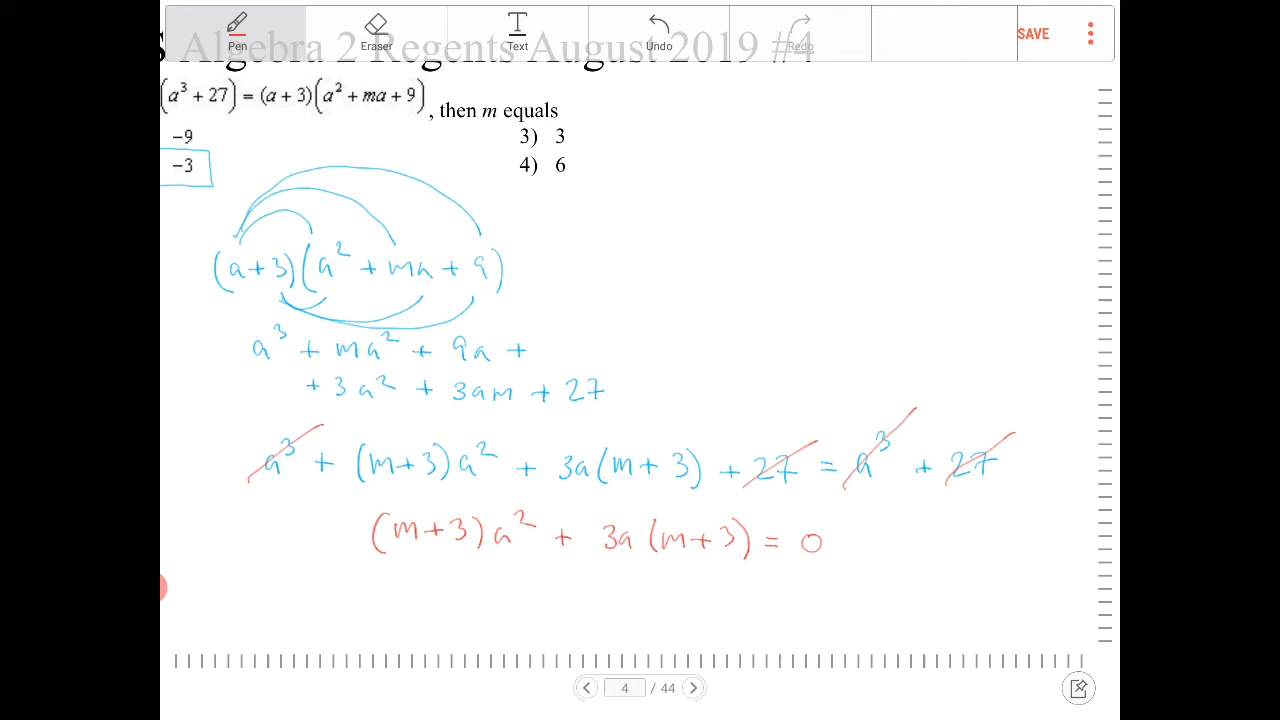 Pen Eraser Text Undo Redo SAVE
s Algebra 2 Regents August 2019 #4
(a³ + 27) = (a + 3)(a² + ma + 9), then m equals
−9 3) 3
−3 4) 6
(a+3)(a² + ma + 9)
a³ + ma² + 9a +
+ 3a² + 3am + 27
a³ + (m+3)a² + 3a(m+3) + 27 = a³ + 27
(m+3)a² + 3a(m+3) = 0
4 / 44